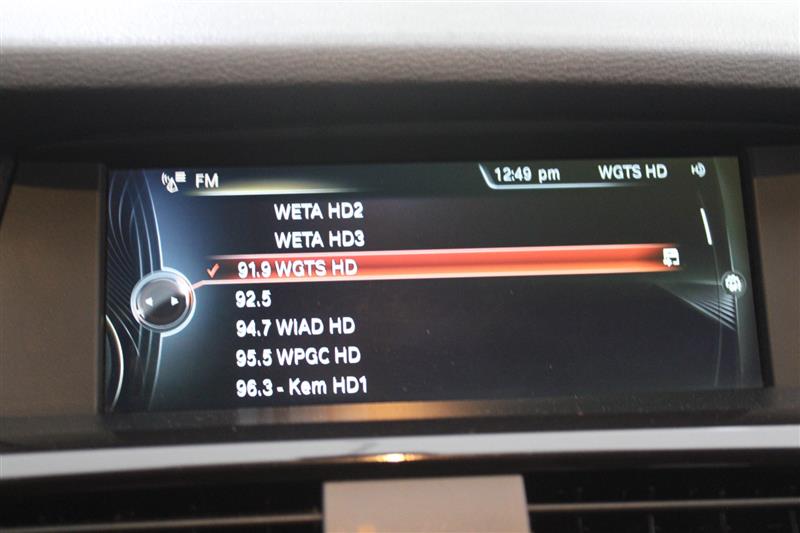 FM 12:49 pm WGTS HD
WETA HD2
WETA HD3
91.9 WGTS HD
92.5
94.7 WIAD HD
95.5 WPGC HD
96.3 - Kem HD1